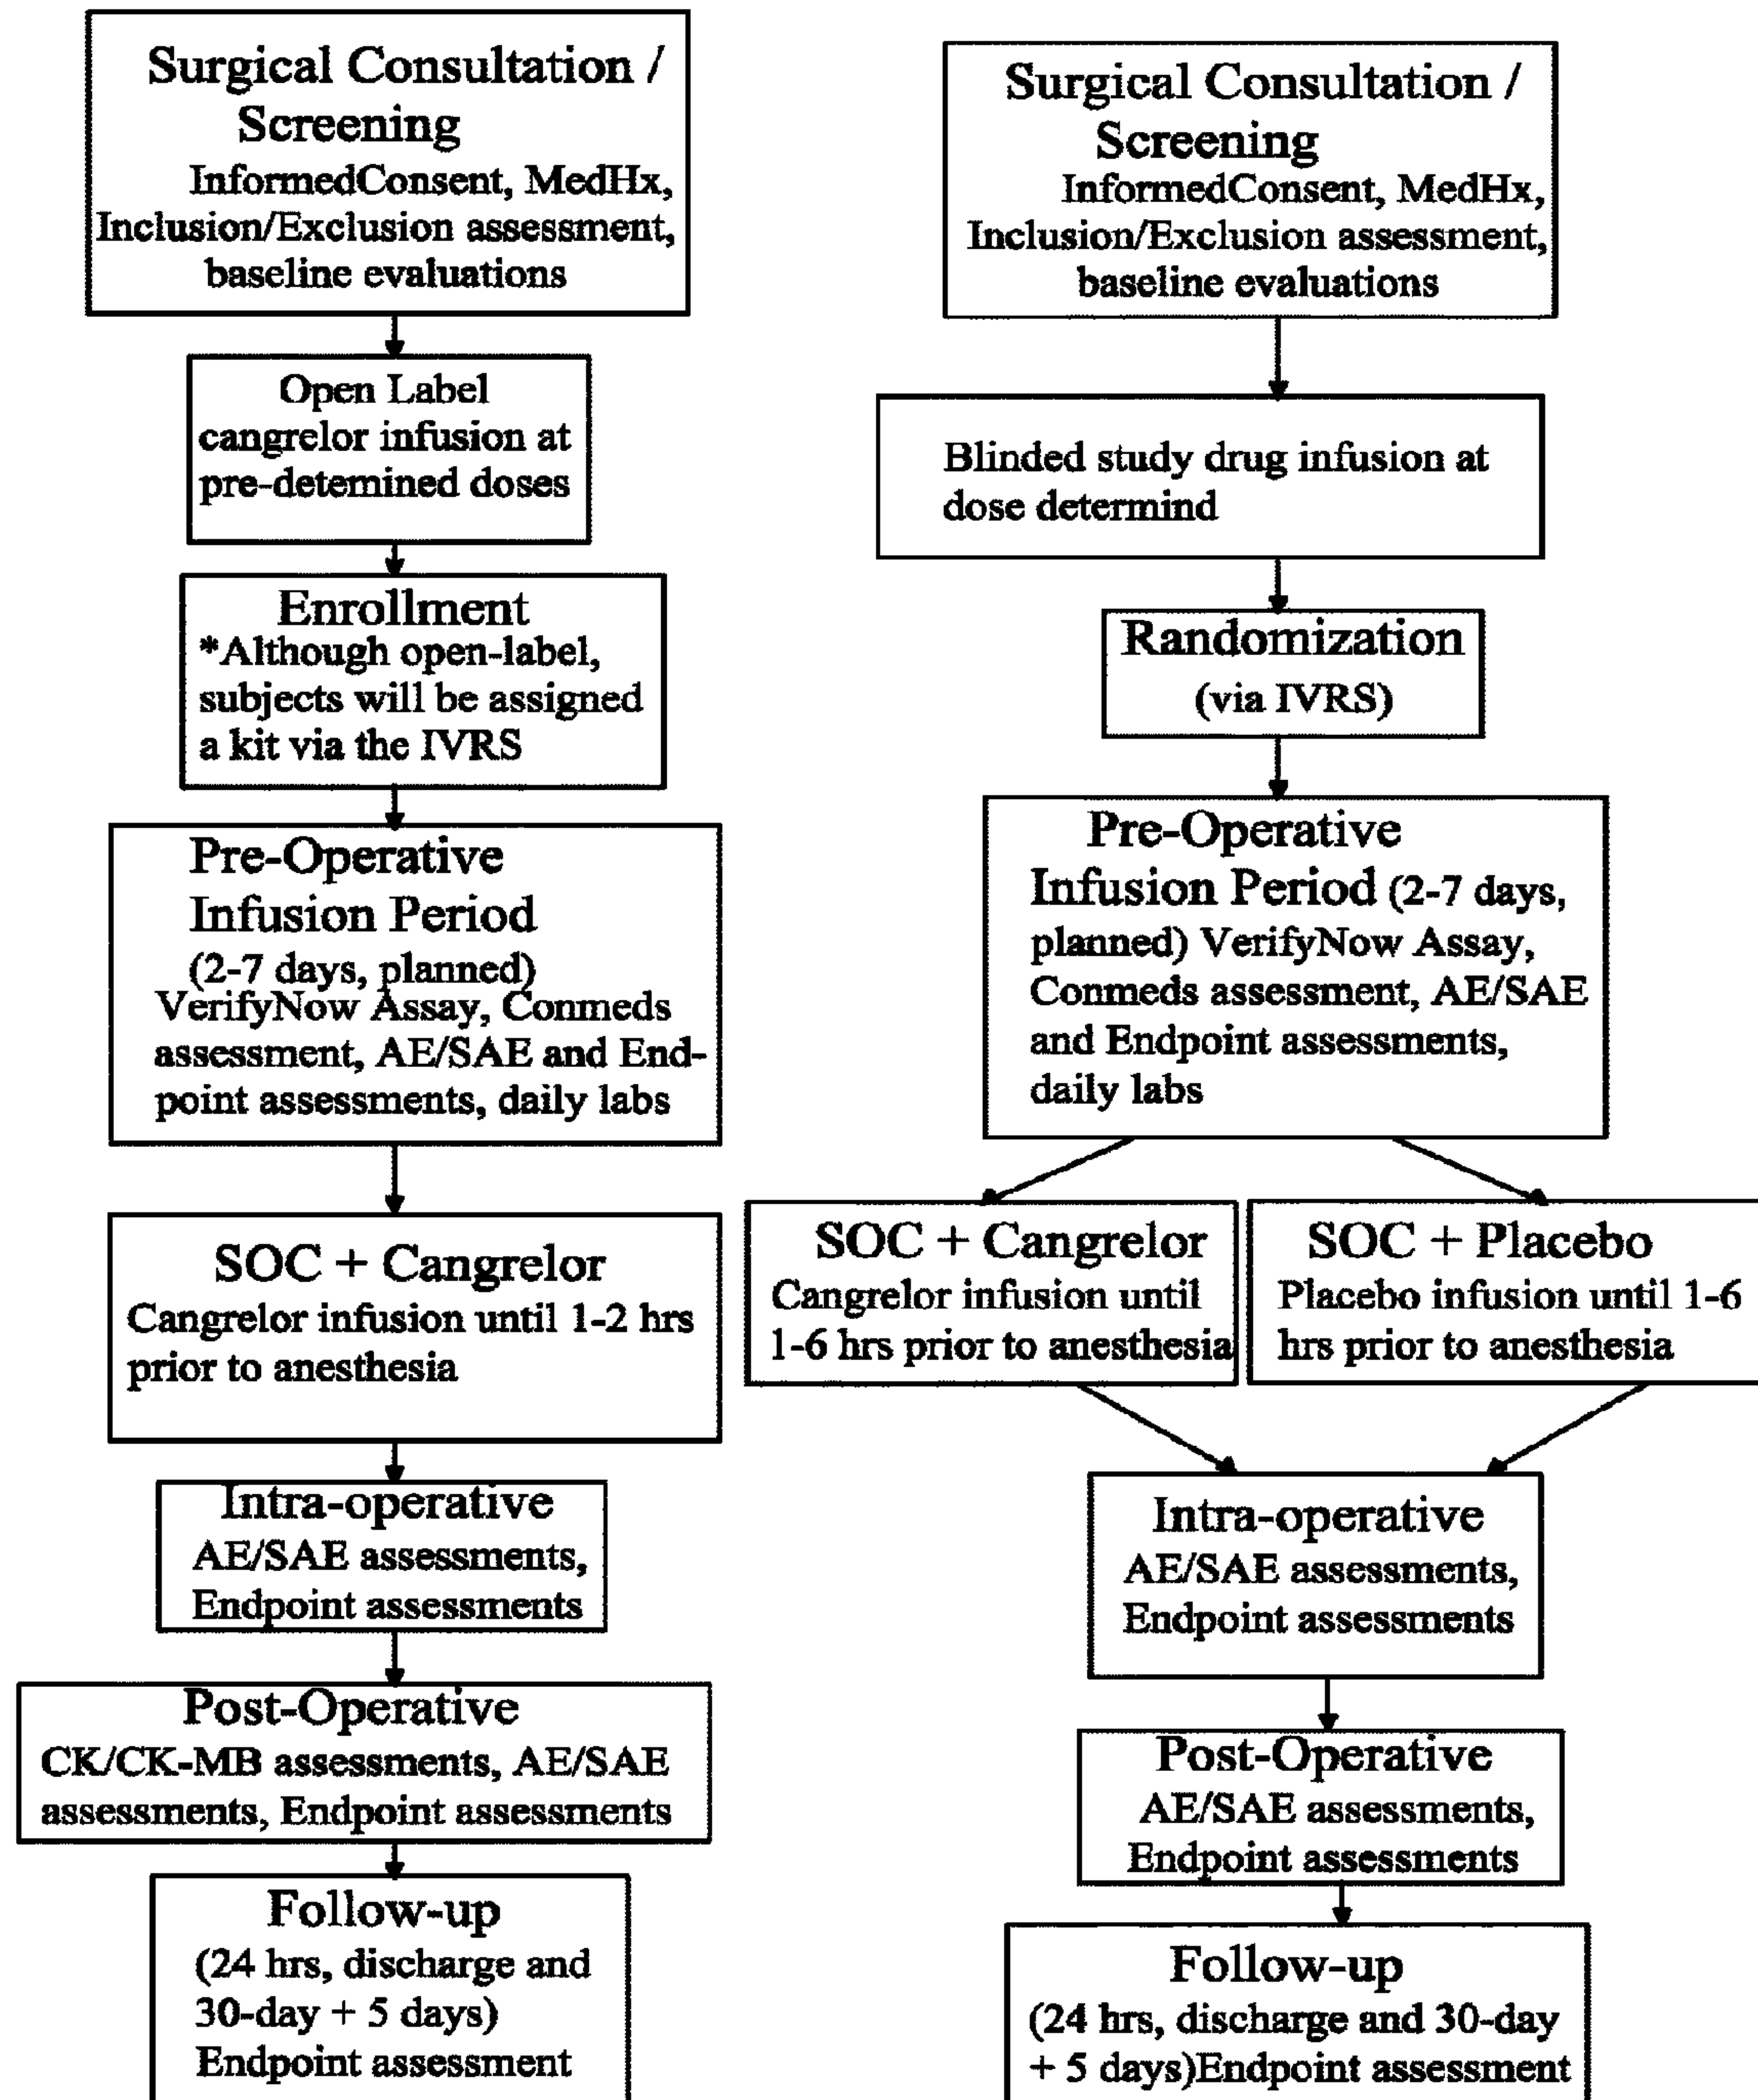 Surgical Consultation /
Screening
InformedConsent, MedHx,
Inclusion/Exclusion assessment,
baseline evaluations
Open Label
cangrelor infusion at
pre-detemined doses
Enrollment
*Although open-label,
subjects will be assigned
a kit via the IVRS
Pre-Operative
Infusion Period
(2-7 days, planned)
VerifyNow Assay, Conmeds
assessment, AE/SAE and End-
point assessments, daily labs
SOC + Cangrelor
Cangrelor infusion until 1-2 hrs
prior to anesthesia
Intra-operative
AE/SAE assessments,
Endpoint assessments
Post-Operative
CK/CK-MB assessments, AE/SAE
assessments, Endpoint assessments
Follow-up
(24 hrs, discharge and
30-day + 5 days)
Endpoint assessment
Surgical Consultation /
Screening
InformedConsent, MedHx,
Inclusion/Exclusion assessment,
baseline evaluations
Blinded study drug infusion at
dose determind
Randomization
(via IVRS)
Pre-Operative
Infusion Period (2-7 days,
planned) VerifyNow Assay,
Conmeds assessment, AE/SAE
and Endpoint assessments,
daily labs
SOC + Cangrelor
Cangrelor infusion until
1-6 hrs prior to anesthesia
SOC + Placebo
Placebo infusion until 1-6
hrs prior to anesthesia
Intra-operative
AE/SAE assessments,
Endpoint assessments
Post-Operative
AE/SAE assessments,
Endpoint assessments
Follow-up
(24 hrs, discharge and 30-day
+ 5 days)Endpoint assessment